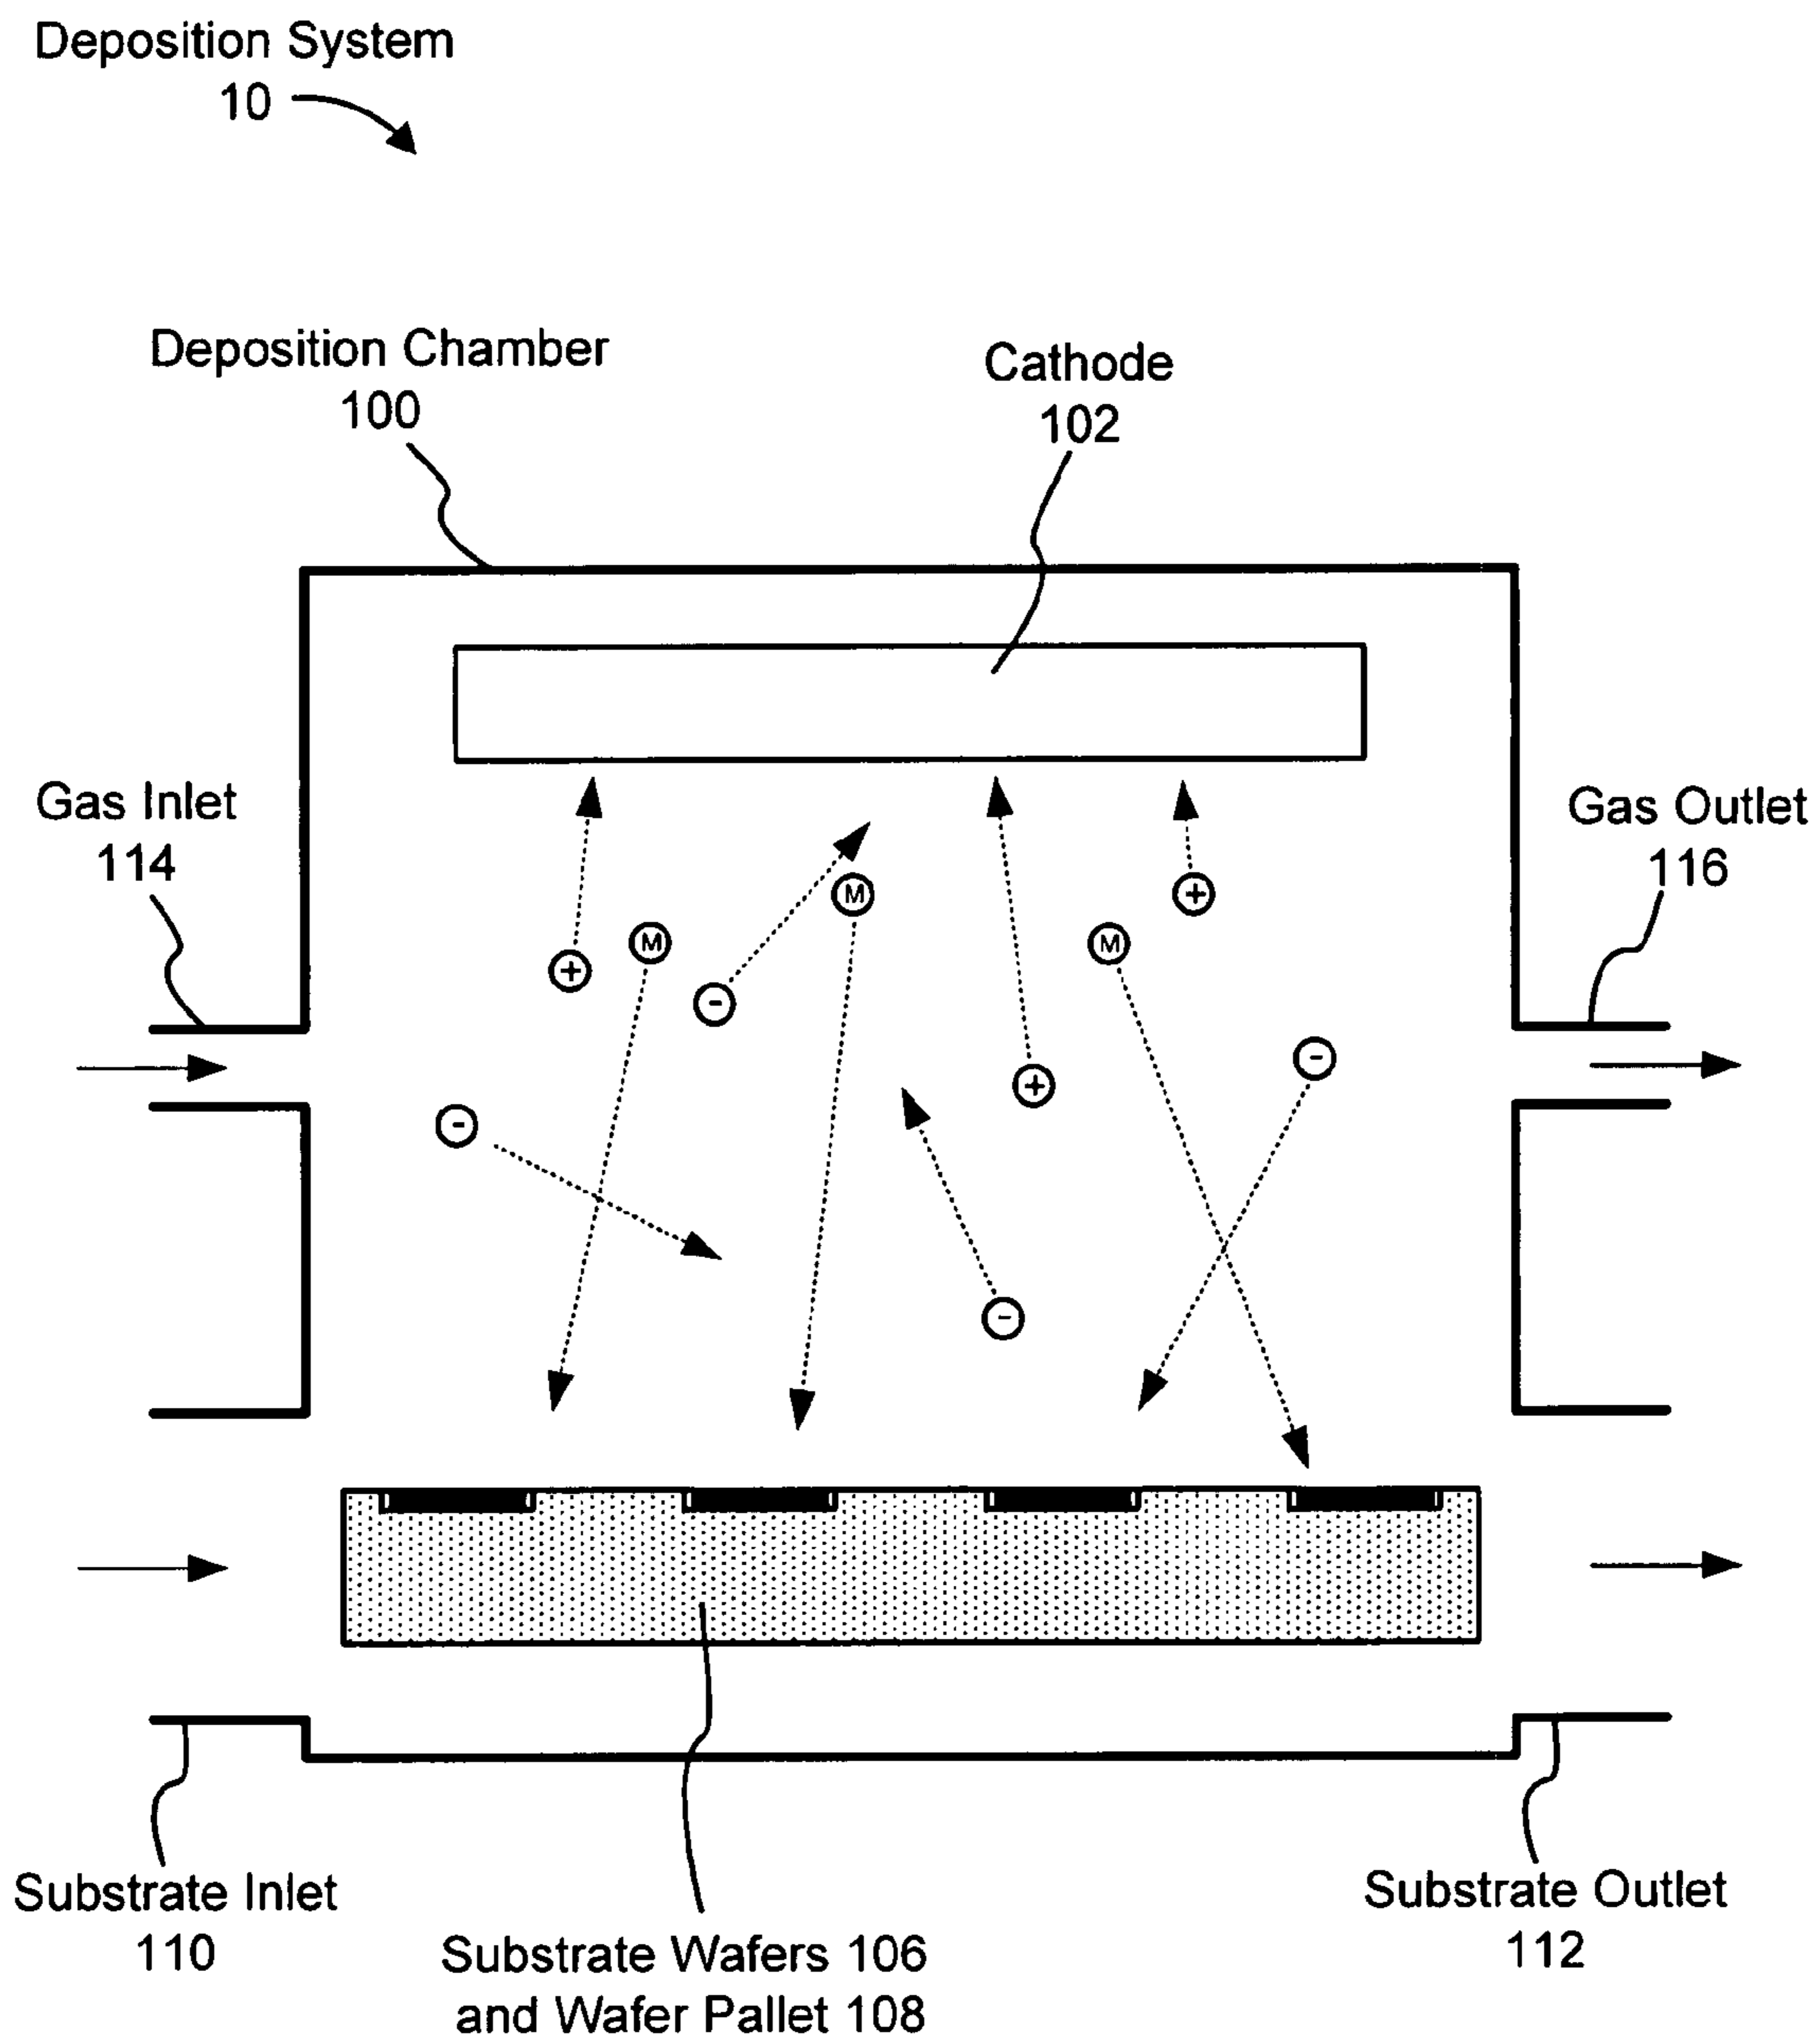 Deposition System
10
Deposition Chamber
100
Cathode
102
Gas Inlet
114
Gas Outlet
116
M
+
M
-
M
+
-
+
-
-
Substrate Inlet
110
Substrate Wafers 106
and Wafer Pallet 108
Substrate Outlet
112